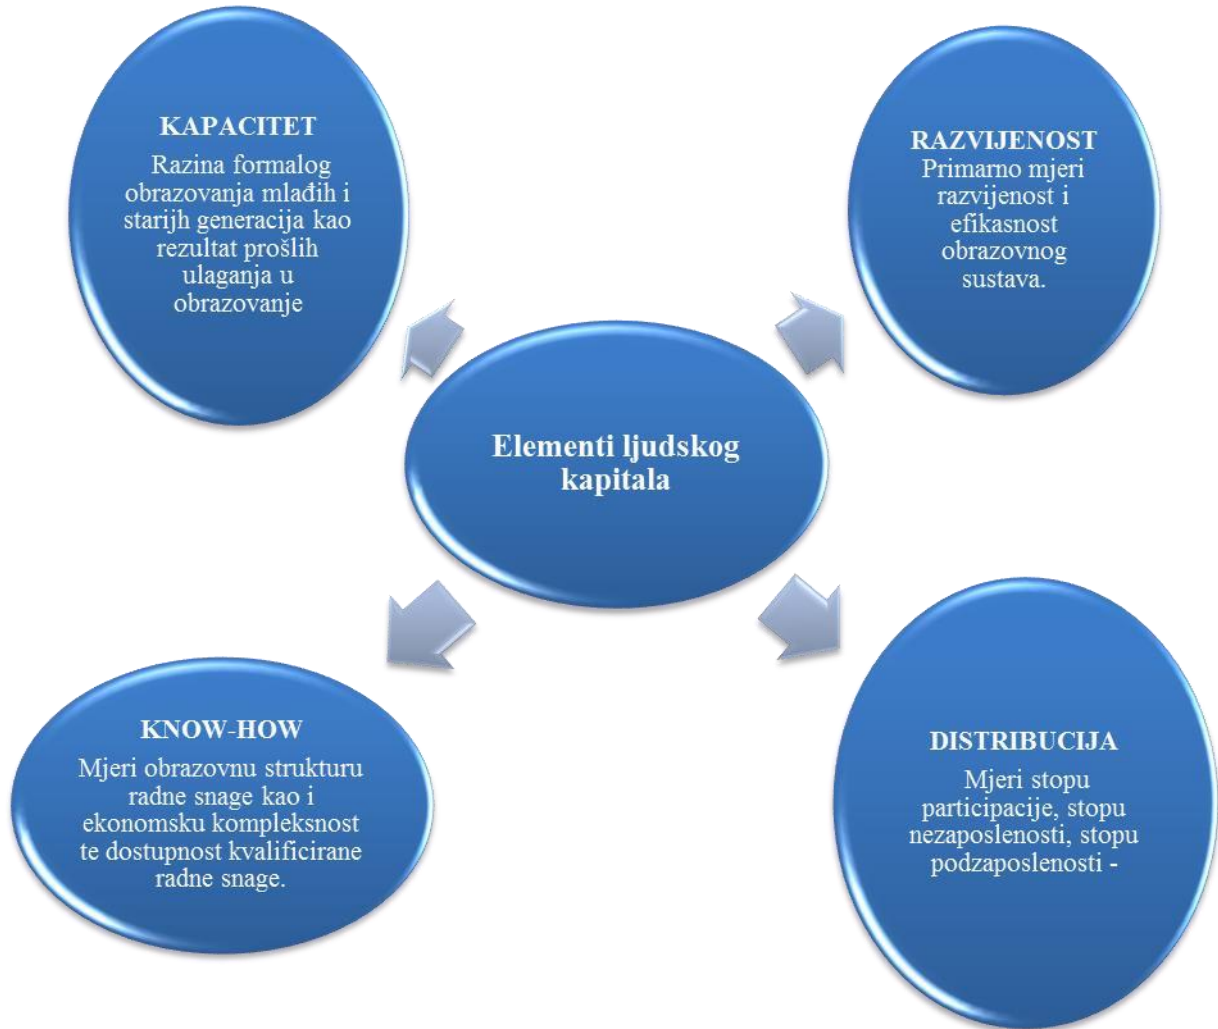 KAPACITET
Razina formalog
obrazovanja mlađih i
starijh generacija kao
rezultat prošlih
ulaganja u
obrazovanje
RAZVIJENOST
Primarno mjeri
razvijenost i
efikasnost
obrazovnog
sustava.
Elementi ljudskog
kapitala
KNOW-HOW
Mjeri obrazovnu strukturu
radne snage kao i
ekonomsku kompleksnost
te dostupnost kvalificirane
radne snage.
DISTRIBUCIJA
Mjeri stopu
participacije, stopu
nezaposlenosti, stopu
podzaposlenosti -